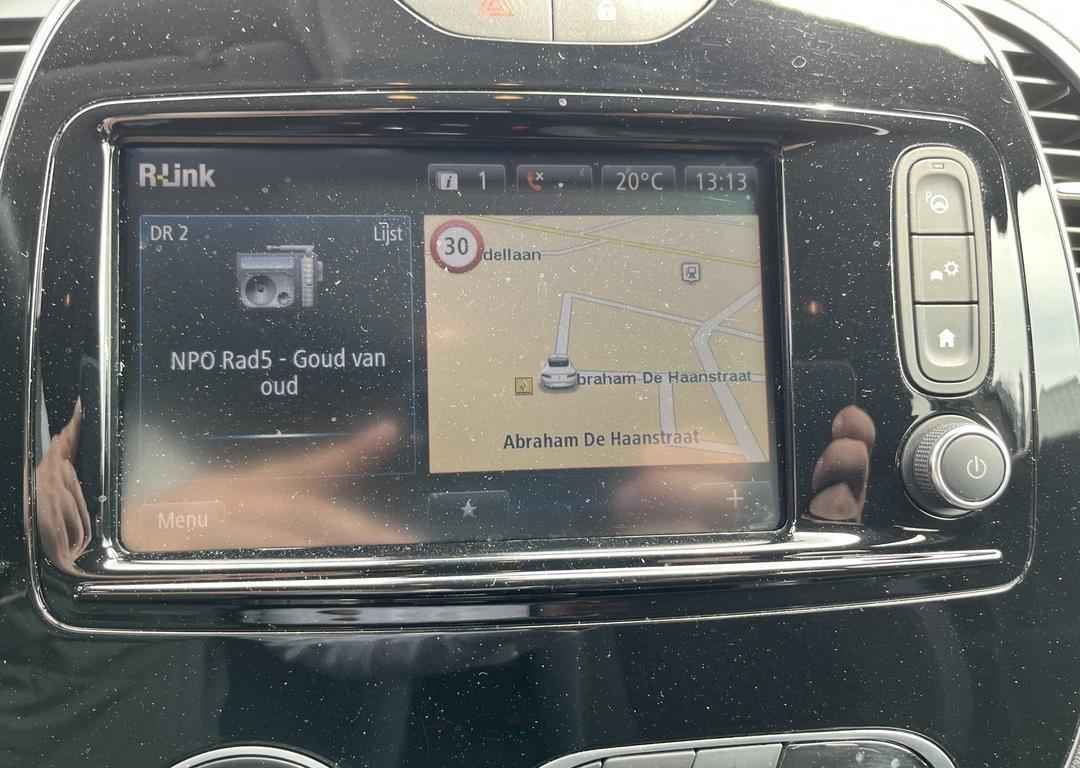 R-Link
1
20°C
13:13
DR 2
Lijst
30
dellaan
NPO Rad5 - Goud van
oud
braham De Haanstraat
Abraham De Haanstraat
Menu
+
P